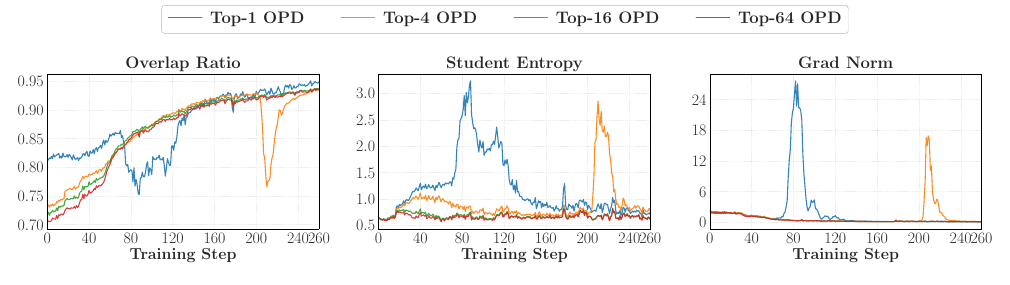 Top-1 OPD Top-4 OPD Top-16 OPD Top-64 OPD
Overlap Ratio Student Entropy Grad Norm
0.95
0.90
0.85
0.80
0.75
0.70
0 40 80 120 160 200 240 260
Training Step
3.0
2.5
2.0
1.5
1.0
0.5
0 40 80 120 160 200 240 260
Training Step
24
18
12
6
0
0 40 80 120 160 200 240 260
Training Step